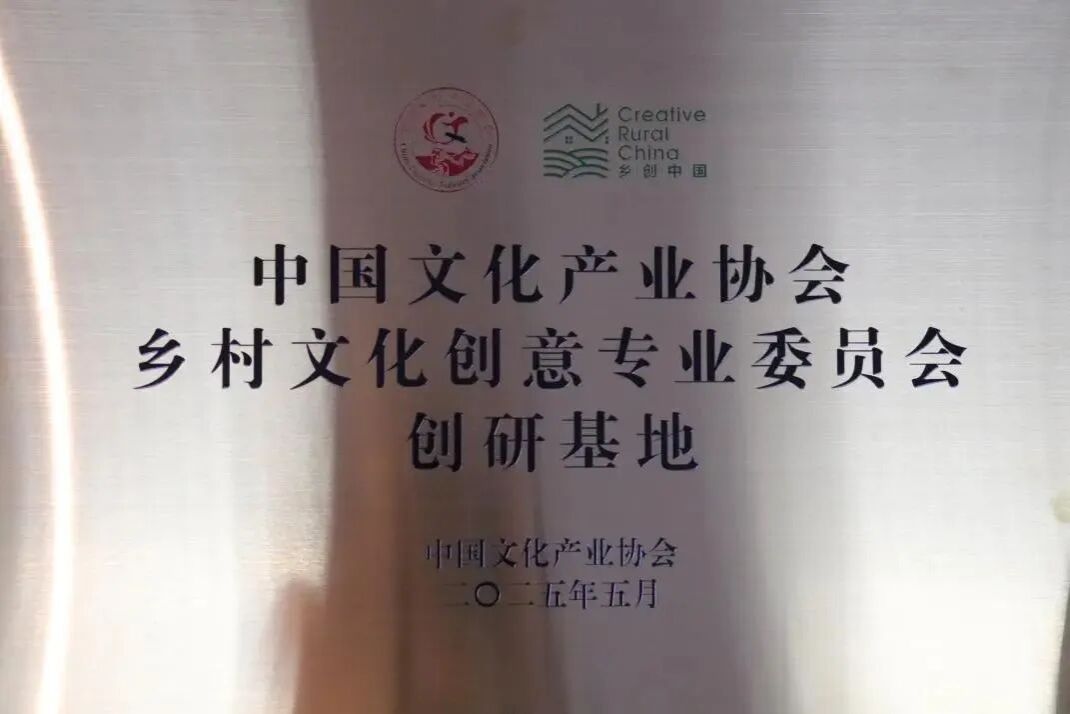 Creative
Rural
China
乡创中国
中国文化产业协会
乡村文化创意专业委员会
创研基地
中国文化产业协会
二〇二五年五月